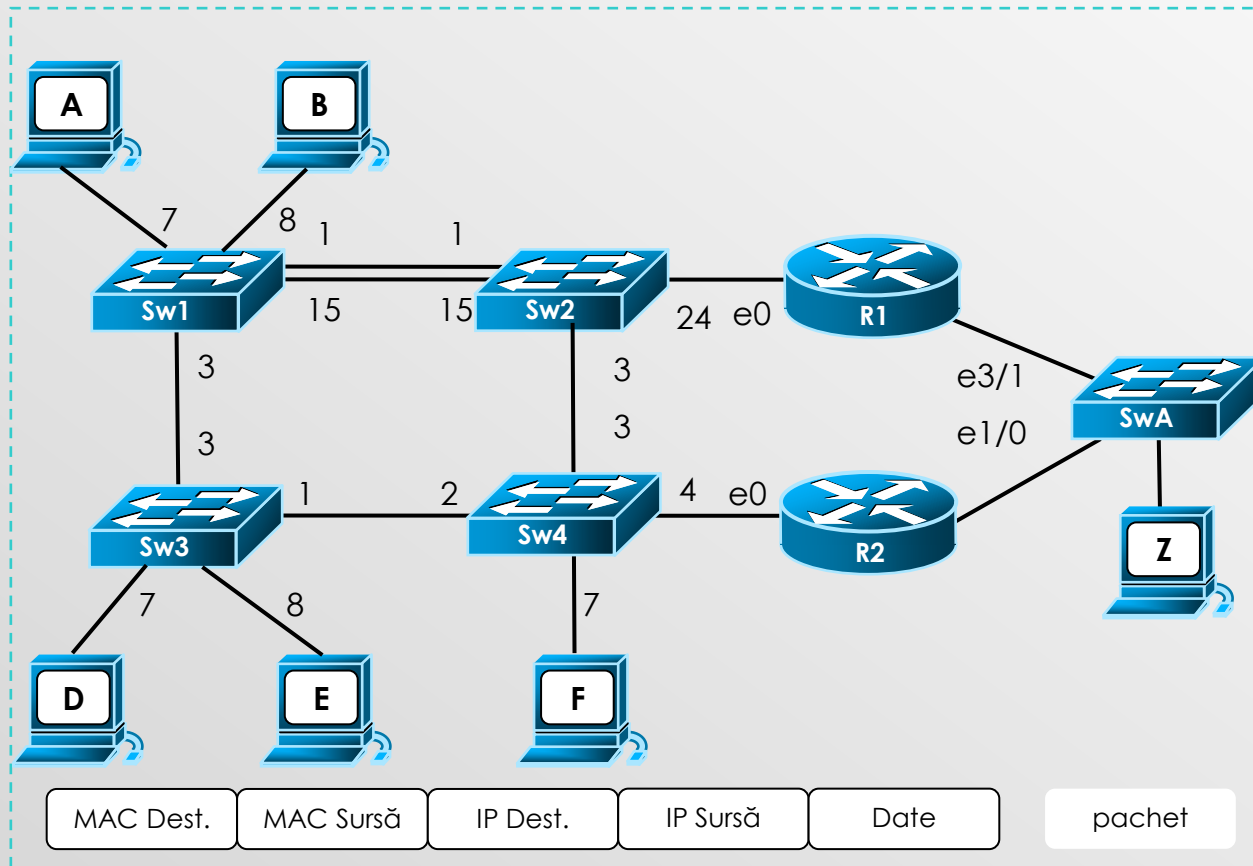 A B
7 8 1 1
Sw1 15 15 Sw2 24 e0 R1
3 3 e3/1
SwA
3 3 e1/0
1 2 4 e0
Sw3 Sw4 R2 Z
7 8 7
D E F
MAC Dest. MAC Sursă IP Dest. IP Sursă Date pachet